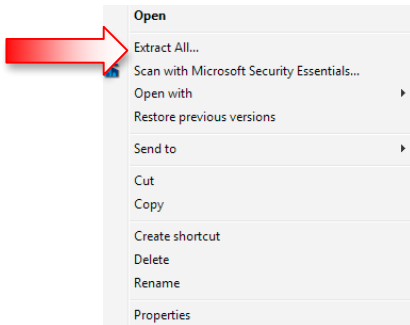 Open
Extract All...
Scan with Microsoft Security Essentials...
Open with
Restore previous versions
Send to
Cut
Copy
Create shortcut
Delete
Rename
Properties